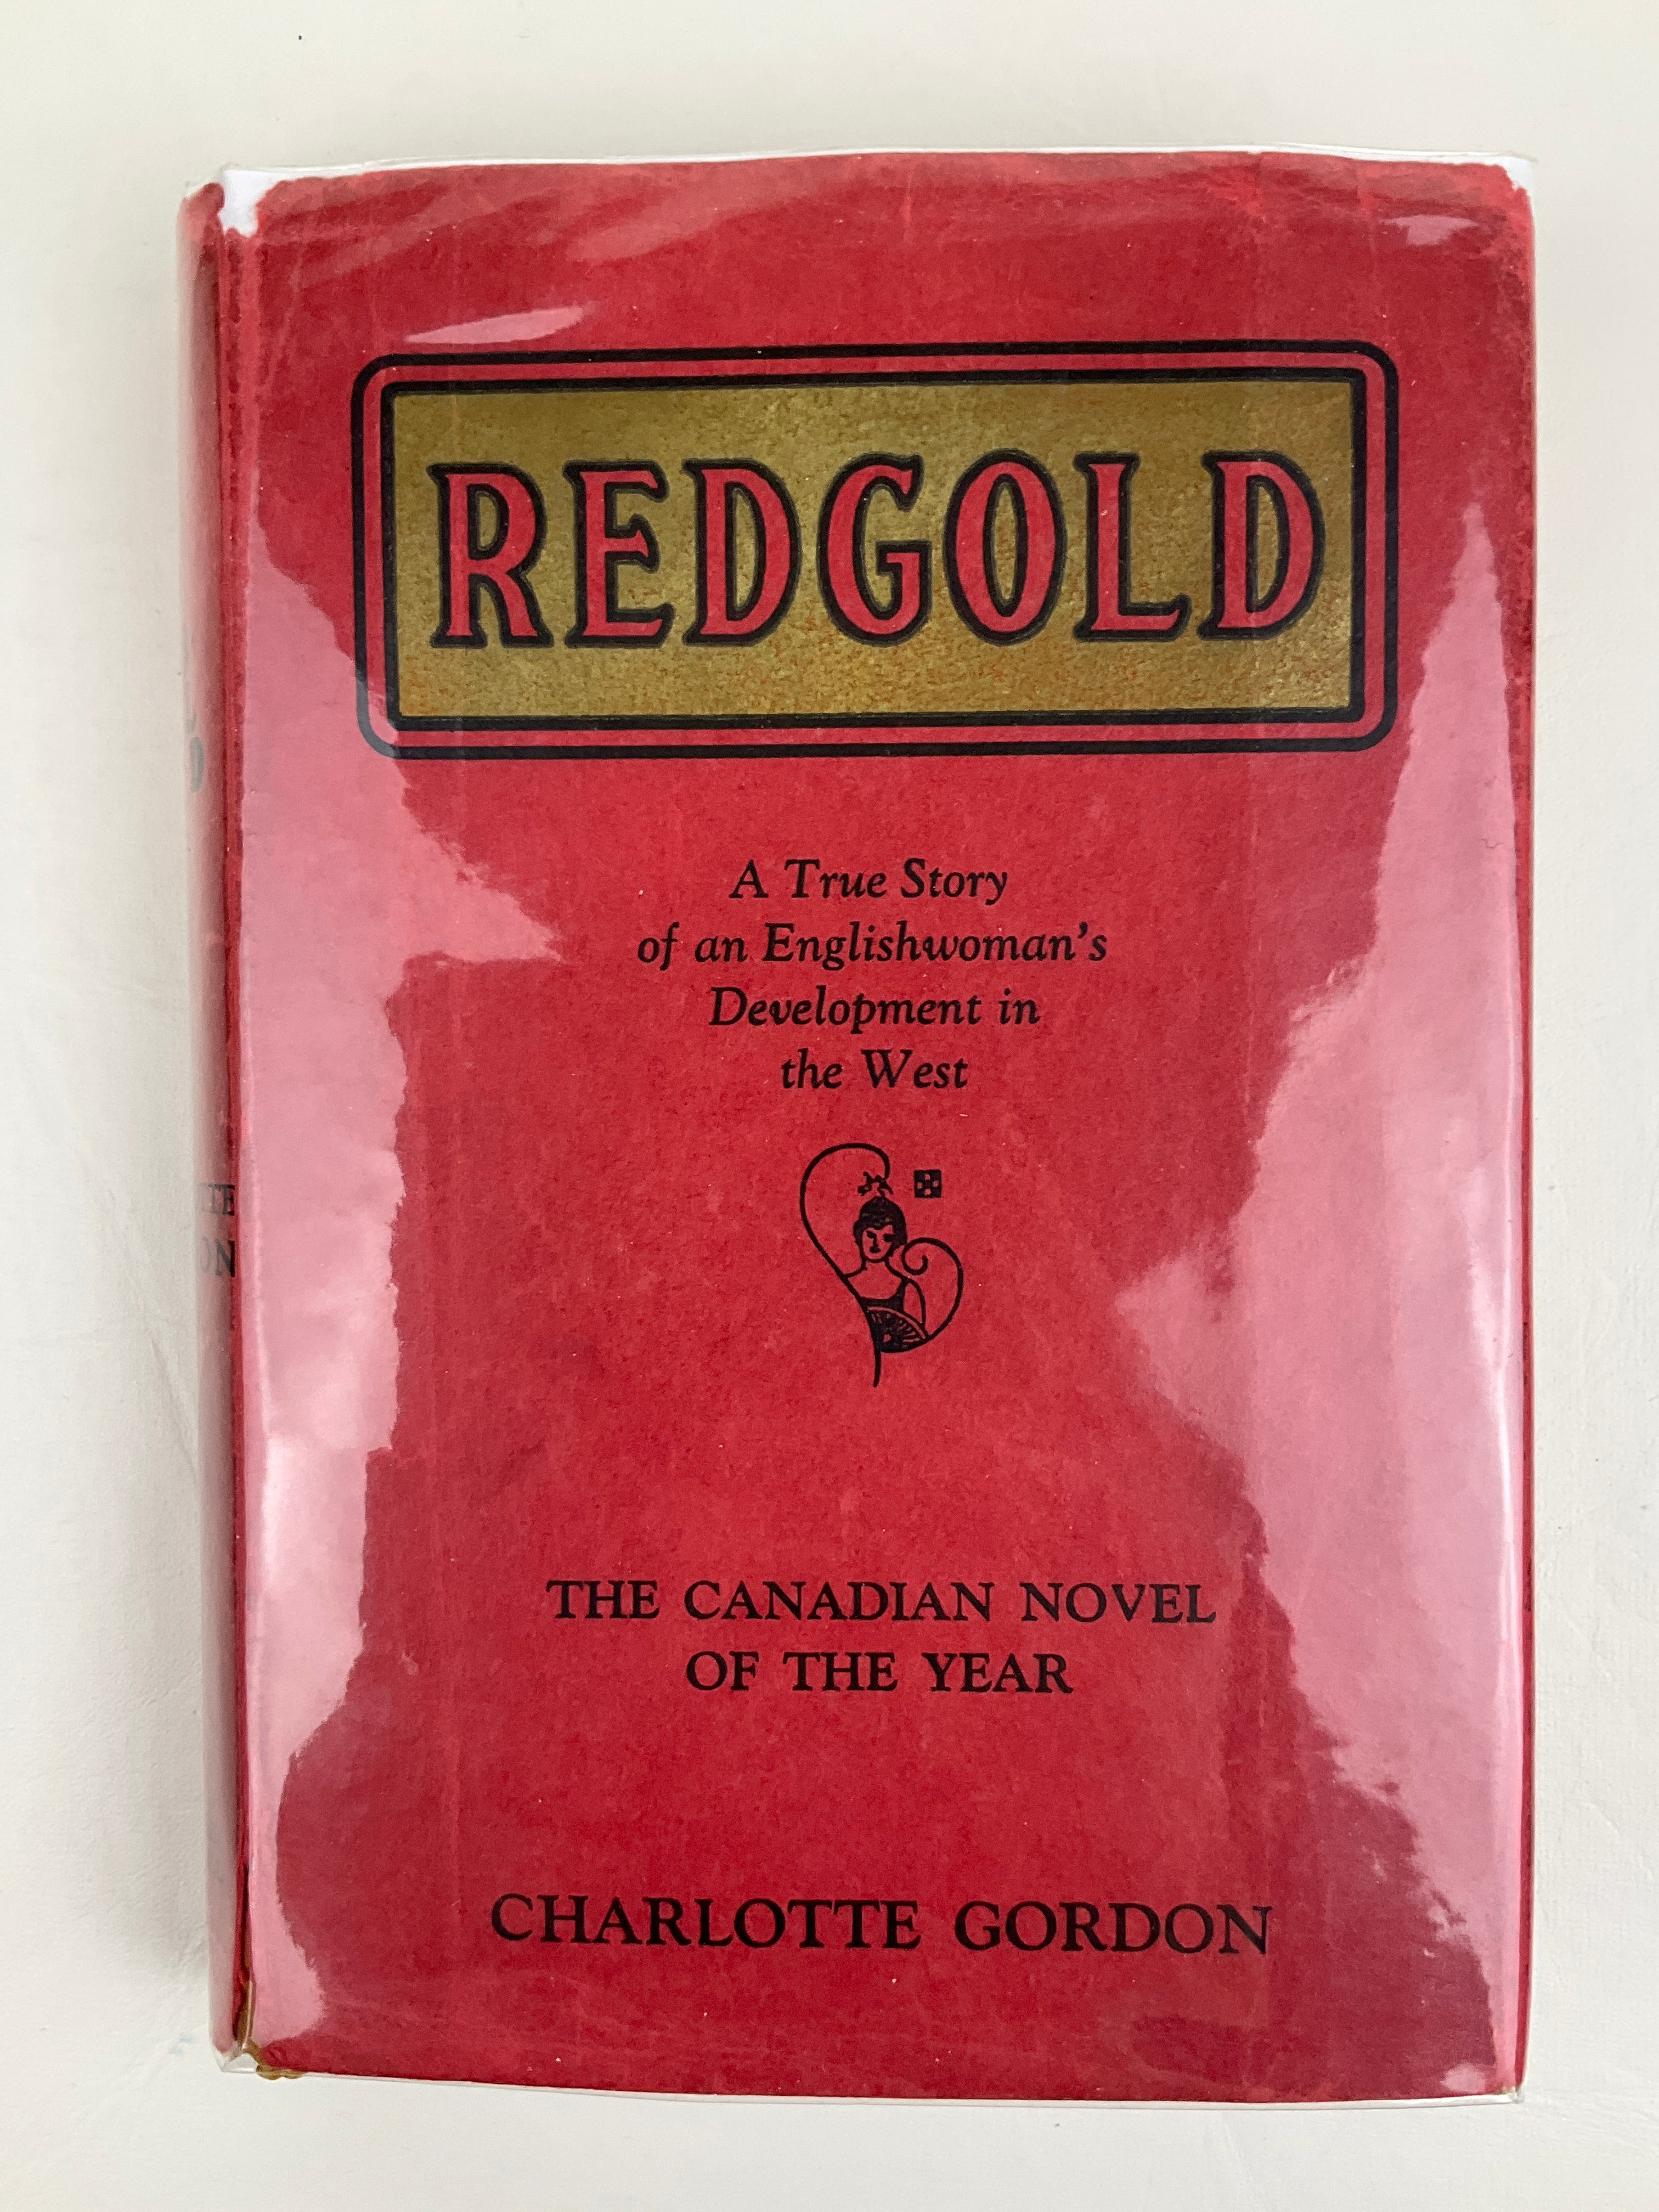 REDGOLD
A True Story
of an Englishwoman's
Development in
the West
THE CANADIAN NOVEL
OF THE YEAR
CHARLOTTE GORDON